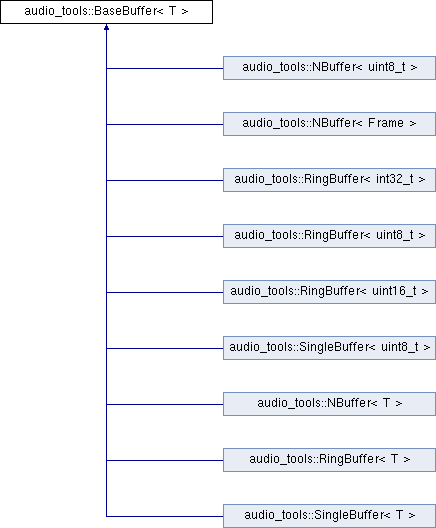 audio_tools::BaseBuffer< T >
audio_tools::NBuffer< uint8_t >
audio_tools::NBuffer< Frame >
audio_tools::RingBuffer< int32_t >
audio_tools::RingBuffer< uint8_t >
audio_tools::RingBuffer< uint16_t >
audio_tools::SingleBuffer< uint8_t >
audio_tools::NBuffer< T >
audio_tools::RingBuffer< T >
audio_tools::SingleBuffer< T >